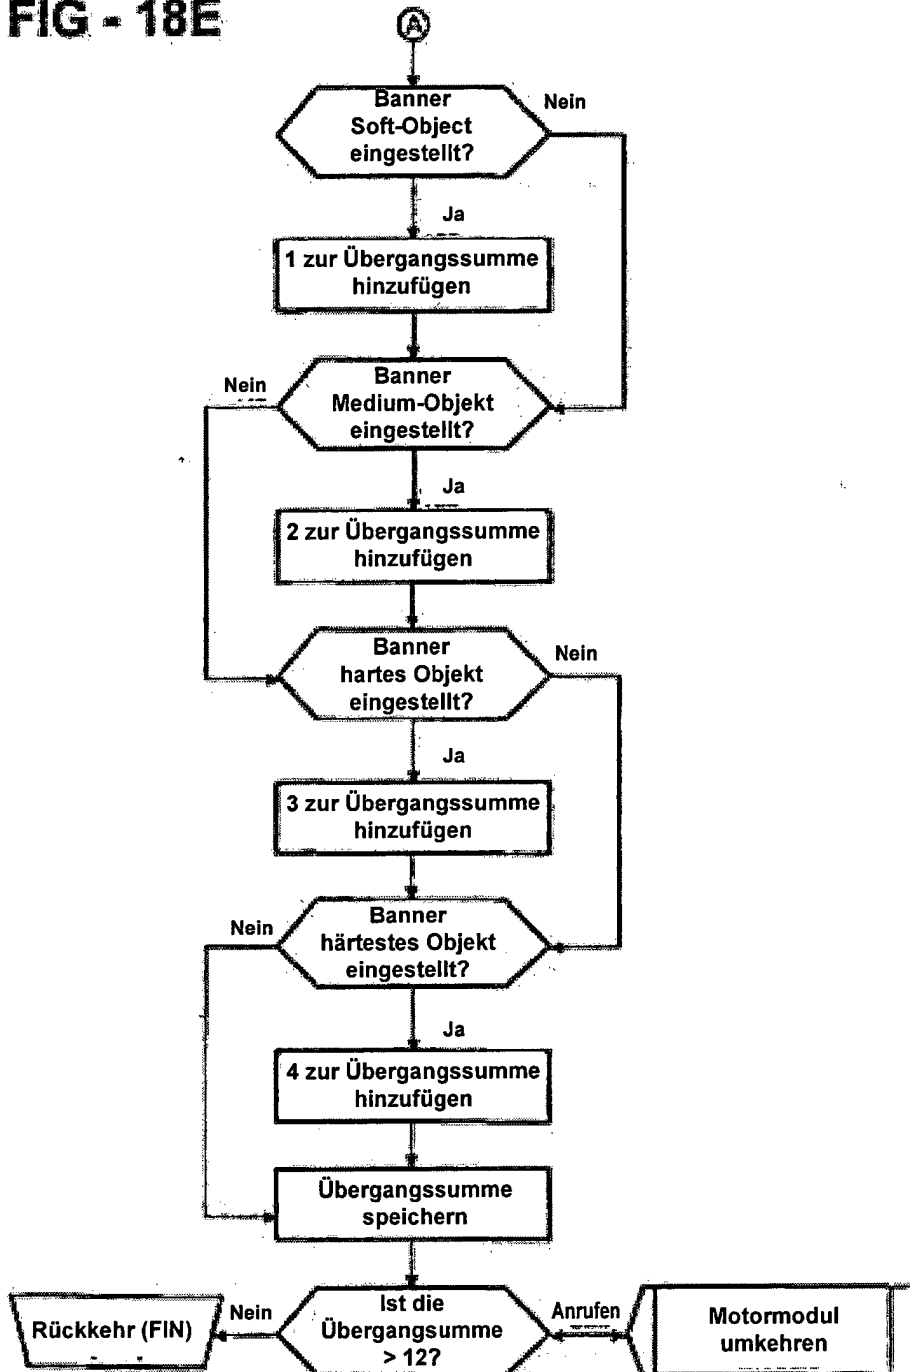 FIG - 18E
A
Banner
Soft-Object
eingestellt?
Nein
Ja
1 zur Übergangssumme
hinzufügen
Banner
Medium-Objekt
eingestellt?
Nein
Ja
2 zur Übergangssumme
hinzufügen
Banner
hartes Objekt
eingestellt?
Nein
Ja
3 zur Übergangssumme
hinzufügen
Banner
härtestes Objekt
eingestellt?
Nein
Ja
4 zur Übergangssumme
hinzufügen
Übergangssumme
speichern
Ist die
Übergangsumme
> 12?
Nein
Rückkehr (FIN)
Anrufen
Motormodul
umkehren